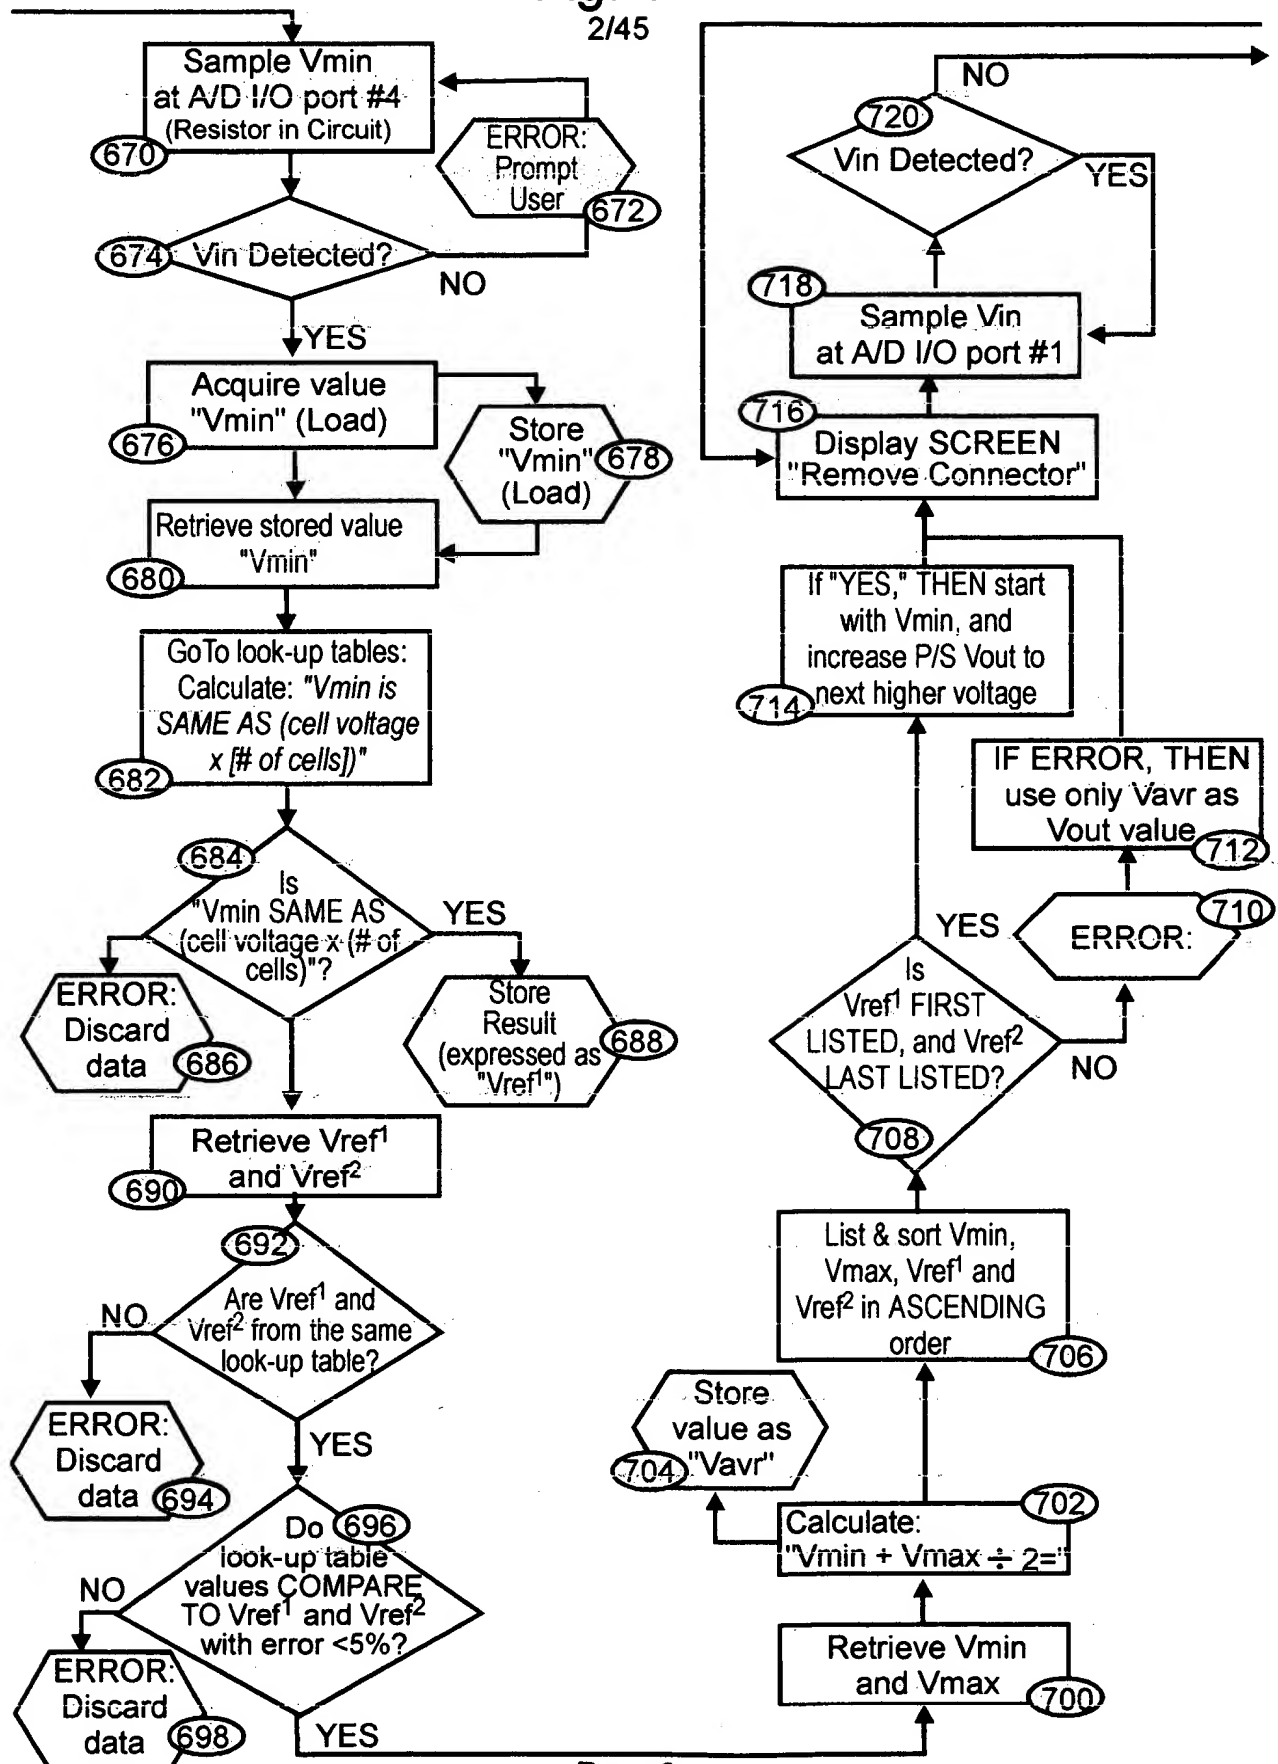 2/45
Sample Vmin
at A/D I/O port #4
(Resistor in Circuit)
670
ERROR:
Prompt
User
672
674
Vin Detected?
NO
YES
Acquire value
"Vmin" (Load)
676
Store
"Vmin"
(Load)
678
Retrieve stored value
"Vmin"
680
GoTo look-up tables:
Calculate: "Vmin is
SAME AS (cell voltage
x [# of cells])"
682
684
Is
"Vmin SAME AS
(cell voltage x (# of
cells)"?
YES
ERROR:
Discard
data
686
Store
Result
(expressed as
"Vref¹")
688
Retrieve Vref¹
and Vref²
690
692
Are Vref¹ and
Vref² from the same
look-up table?
NO
ERROR:
Discard
data
694
YES
Do
696
look-up table
values COMPARE
TO Vref¹ and Vref²
with error <5%?
NO
ERROR:
Discard
data
698
YES
NO
720
Vin Detected?
YES
718
Sample Vin
at A/D I/O port #1
716
Display SCREEN
"Remove Connector"
If "YES," THEN start
with Vmin, and
increase P/S Vout to
next higher voltage
714
IF ERROR, THEN
use only Vavr as
Vout value
712
710
ERROR:
YES
Is
Vref¹ FIRST
LISTED, and Vref²
LAST LISTED?
NO
708
List & sort Vmin,
Vmax, Vref¹ and
Vref² in ASCENDING
order
706
Store
value as
"Vavr"
704
702
Calculate:
"Vmin + Vmax ÷ 2="
Retrieve Vmin
and Vmax
700